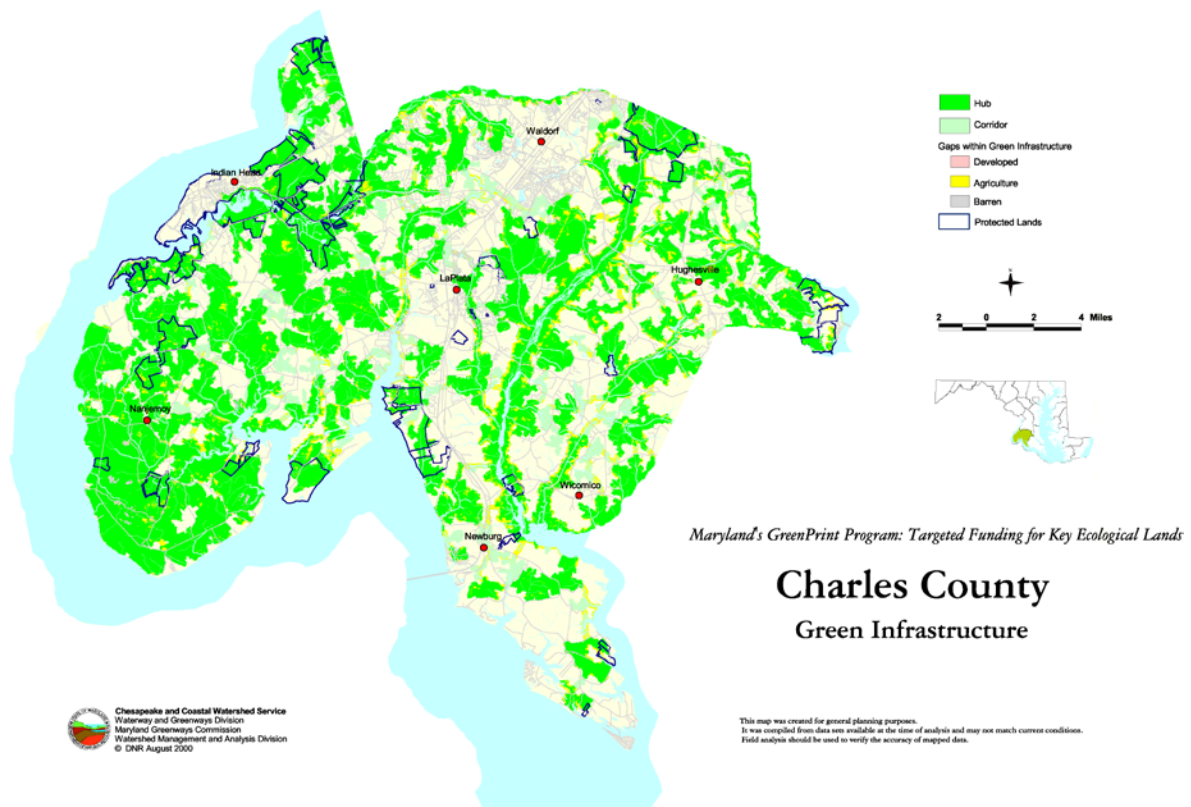 Waldorf
Indian Head
LaPlata
Hughesville
Nanjemoy
Wicomico
Newburg
Hub
Corridor
Gaps within Green Infrastructure
Developed
Agriculture
Barren
Protected Lands
N
2 0 2 4 Miles
Maryland's GreenPrint Program: Targeted Funding for Key Ecological Lands
Charles County
Green Infrastructure
Chesapeake and Coastal Watershed Service
Waterway and Greenways Division
Maryland Greenways Commission
Watershed Management and Analysis Division
© DNR August 2000
This map was created for general planning purposes.
It was compiled from data sets available at the time of analysis and may not match current conditions.
Field analysis should be used to verify the accuracy of mapped data.